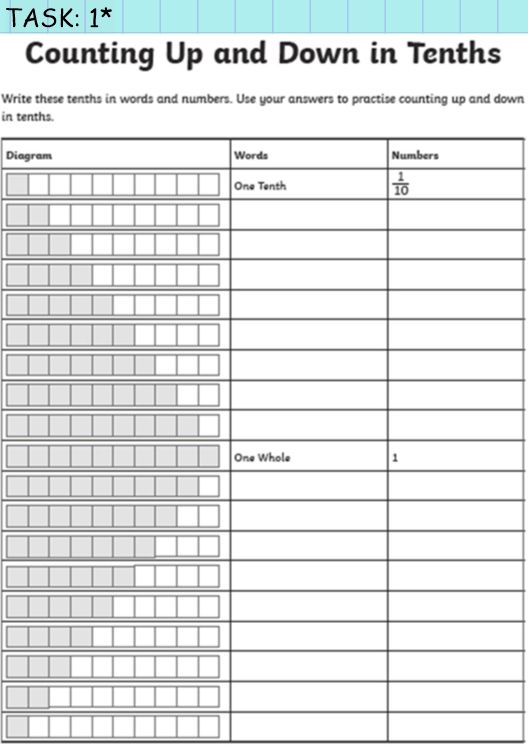 TASK: 1*
Counting Up and Down in Tenths
Write these tenths in words and numbers. Use your answers to practise counting up and down
in tenths.
Diagram Words Numbers
One Tenth 1/10
One Whole 1